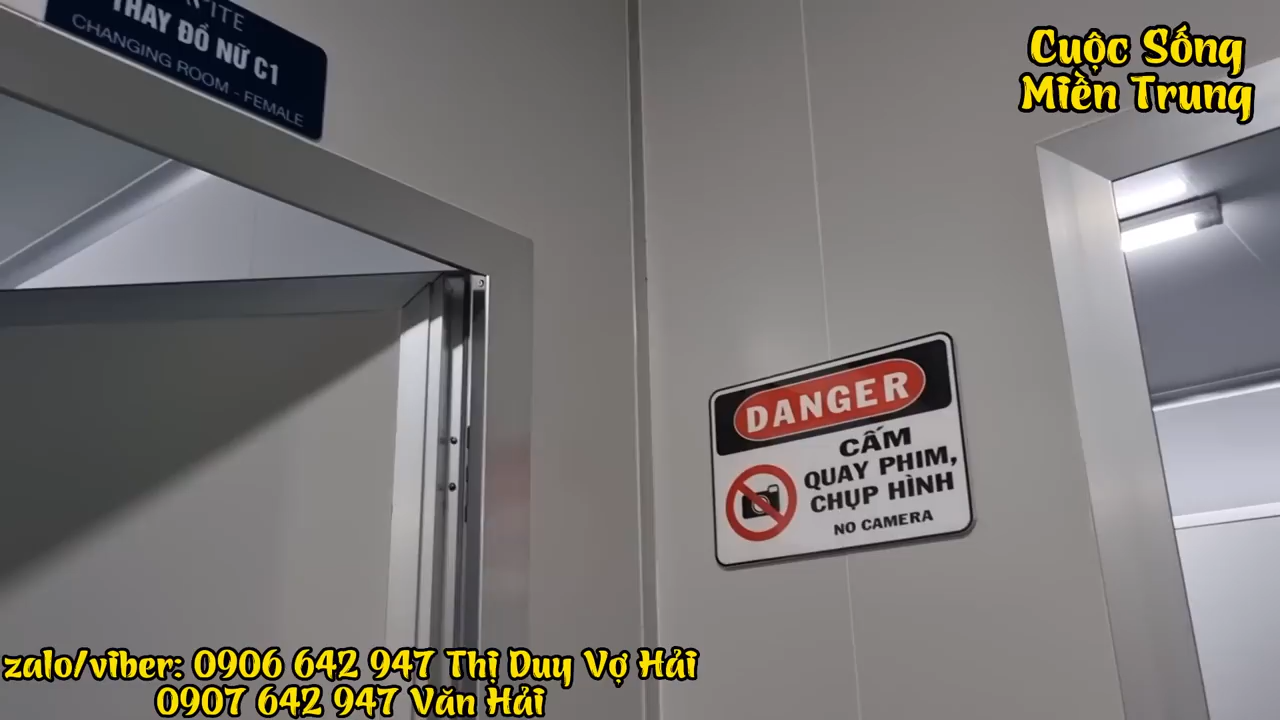 THAY ĐỒ NỮ C1
CHANGING ROOM - FEMALE
Cuộc Sống
Miền Trung
DANGER
CẤM
QUAY PHIM,
CHỤP HÌNH
NO CAMERA
zalo/viber: 0906 642 947 Thị Duy Vợ Hải
0907 642 947 Văn Hải